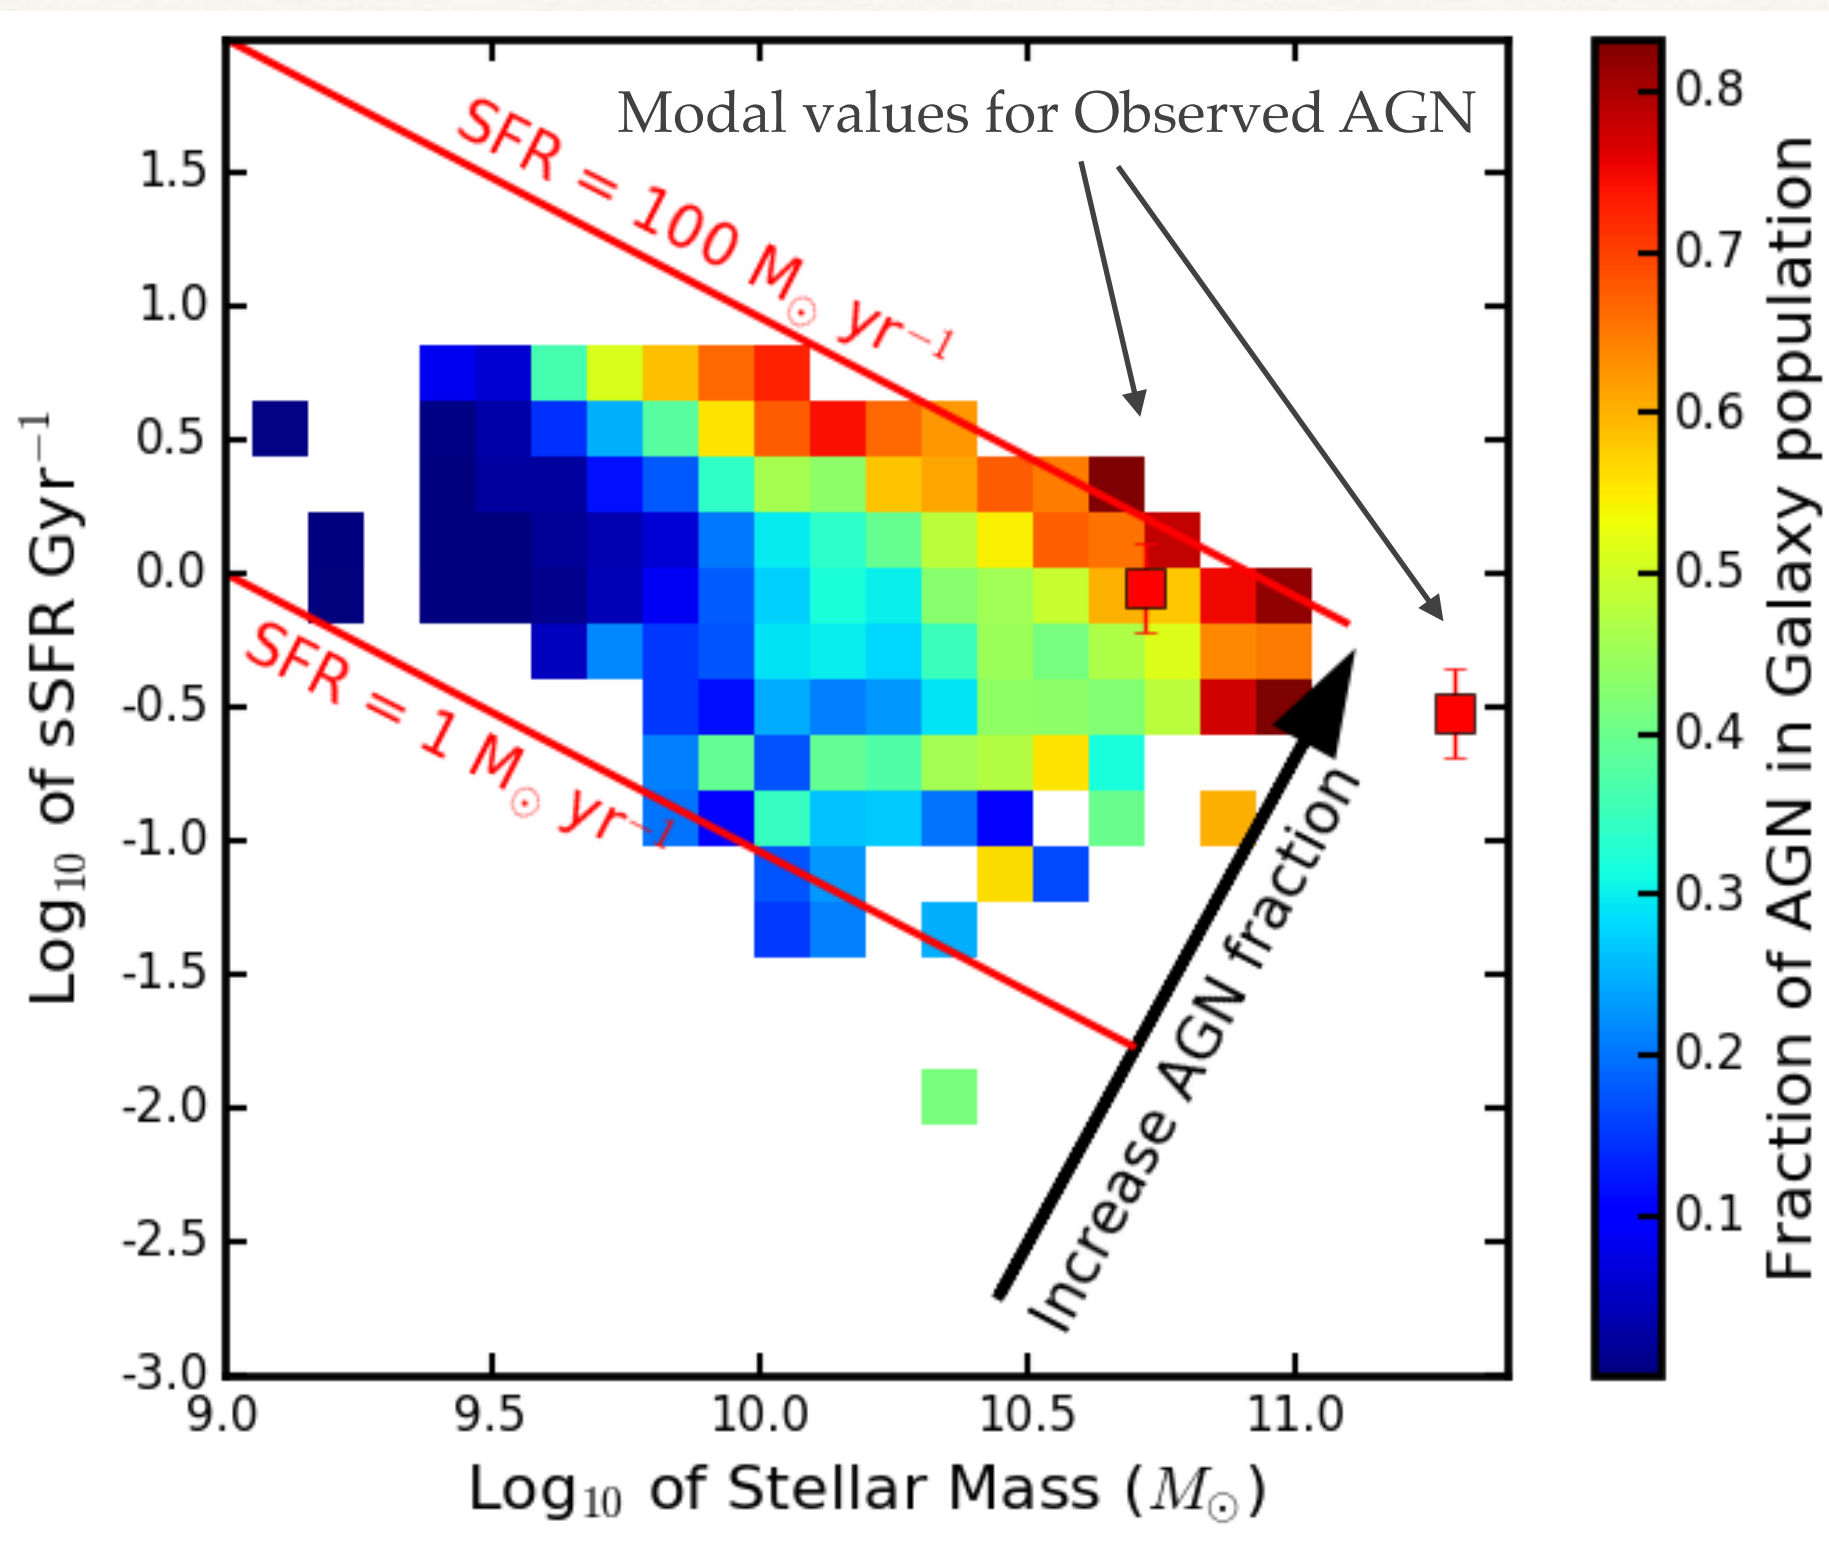 Modal values for Observed AGN
SFR = 100 M☉ yr⁻¹
SFR = 1 M☉ yr⁻¹
Increase AGN fraction
Log₁₀ of sSFR Gyr⁻¹
1.5
1.0
0.5
0.0
-0.5
-1.0
-1.5
-2.0
-2.5
-3.0
9.0 9.5 10.0 10.5 11.0
Log₁₀ of Stellar Mass (M☉)
0.8
0.7
0.6
0.5
0.4
0.3
0.2
0.1
Fraction of AGN in Galaxy population